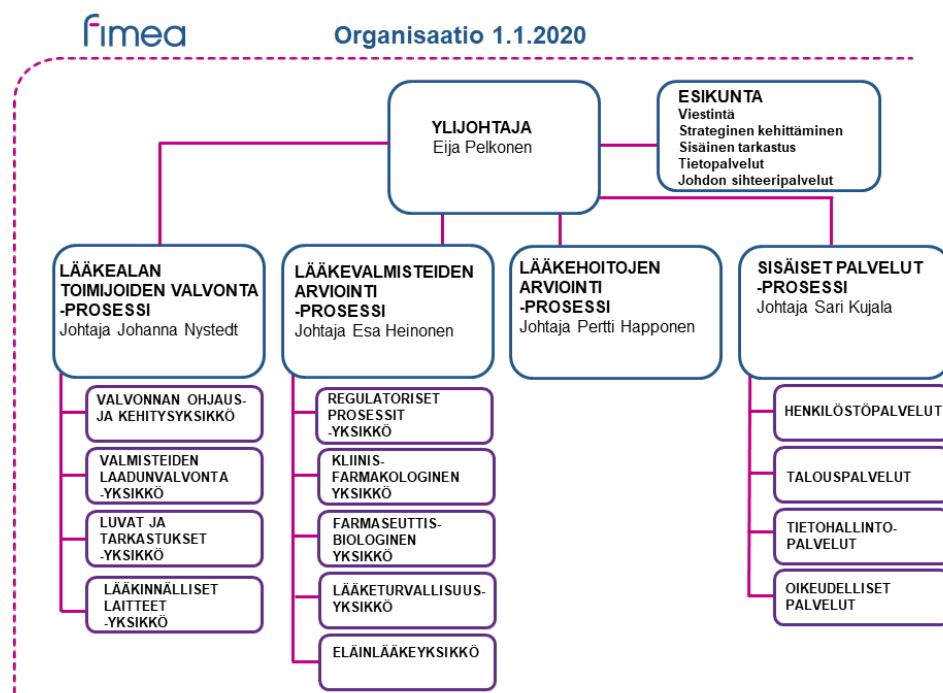 fimea
Organisaatio 1.1.2020
YLIJOHTAJA
Eija Pelkonen
ESIKUNTA
Viestintä
Strateginen kehittäminen
Sisäinen tarkastus
Tietopalvelut
Johdon sihteeripalvelut
LÄÄKEALAN
TOIMIJOIDEN VALVONTA
-PROSESSI
Johtaja Johanna Nystedt
VALVONNAN OHJAUS-
JA KEHITYSYKSIKKÖ
VALMISTEIDEN
LAADUNVALVONTA
-YKSIKKÖ
LUVAT JA
TARKASTUKSET
-YKSIKKÖ
LÄÄKINNÄLLISET
LAITTEET
-YKSIKKÖ
LÄÄKEVALMISTEIDEN
ARVIOINTI
-PROSESSI
Johtaja Esa Heinonen
REGULATORISET
PROSESSIT
-YKSIKKÖ
KLIINIS-
FARMAKOLOGINEN
YKSIKKÖ
FARMASEUTTIS-
BIOLOGINEN
YKSIKKÖ
LÄÄKETURVALLISUUS-
YKSIKKÖ
ELÄINLÄÄKEYKSIKKÖ
LÄÄKEHOITOJEN
ARVIOINTI
-PROSESSI
Johtaja Pertti Happonen
SISÄISET PALVELUT
-PROSESSI
Johtaja Sari Kujala
HENKILÖSTÖPALVELUT
TALOUSPALVELUT
TIETOHALLINTO-
PALVELUT
OIKEUDELLISET
PALVELUT